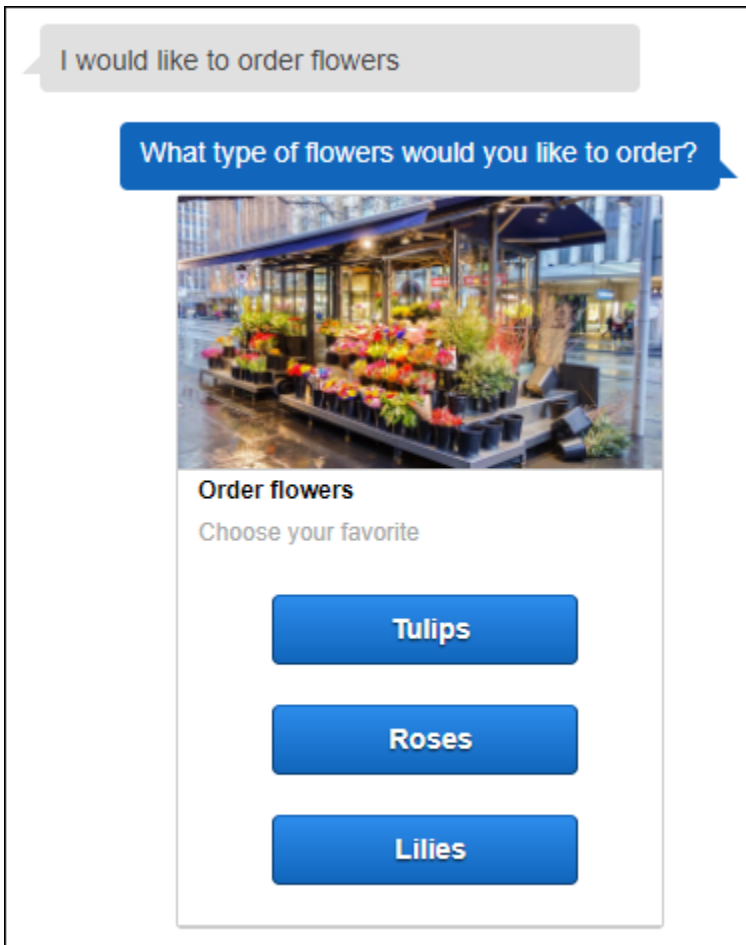 I would like to order flowers
What type of flowers would you like to order?
Order flowers
Choose your favorite
Tulips
Roses
Lilies